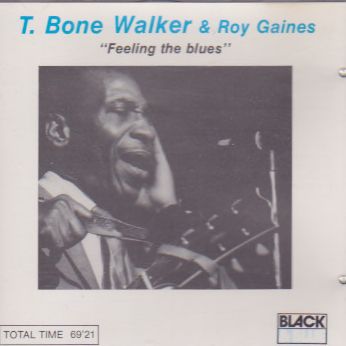 T. Bone Walker & Roy Gaines
"Feeling the blues"
TOTAL TIME 69'21
BLACK